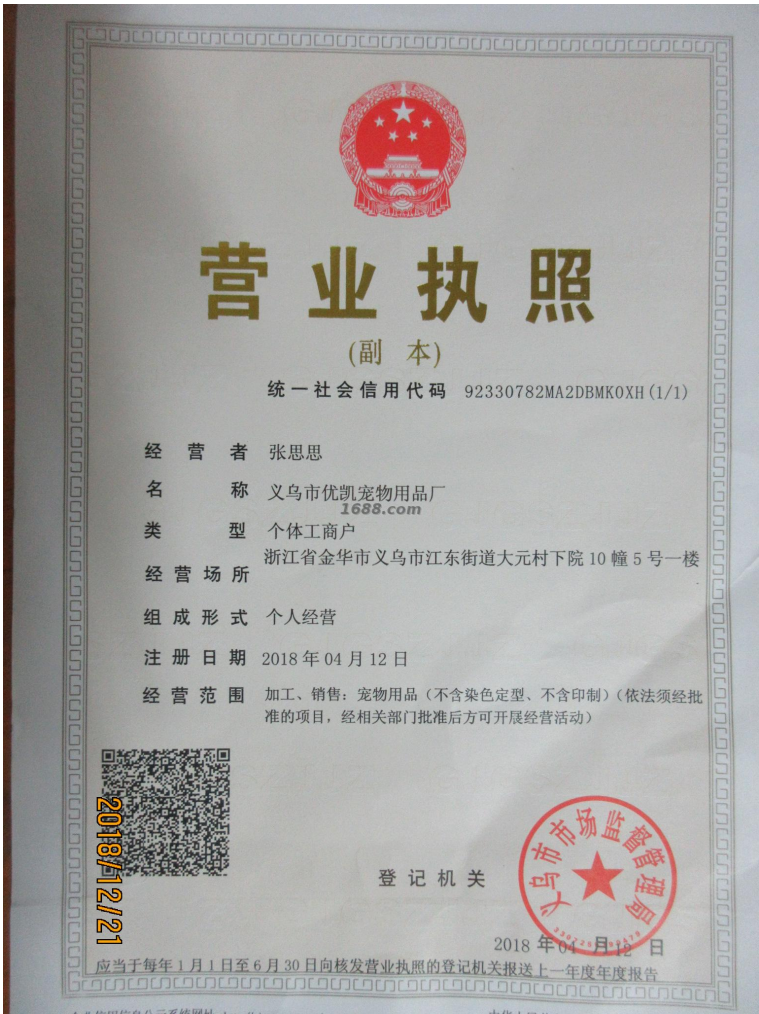 营业执照
(副 本)
统一社会信用代码 92330782MA2DBMK0XH(1/1)
经营者 张思思
名称 义乌市优凯宠物用品厂
1688.com
类型 个体工商户
经营场所 浙江省金华市义乌市江东街道大元村下院10幢5号一楼
组成形式 个人经营
注册日期 2018年04月12日
经营范围 加工、销售：宠物用品（不含染色定型、不含印制）（依法须经批
准的项目，经相关部门批准后方可开展经营活动）
2018/12/21
义乌市市场监督管理局
登记机关
2018年04月12日
应当于每年1月1日至6月30日向核发营业执照的登记机关报送上一年度年度报告